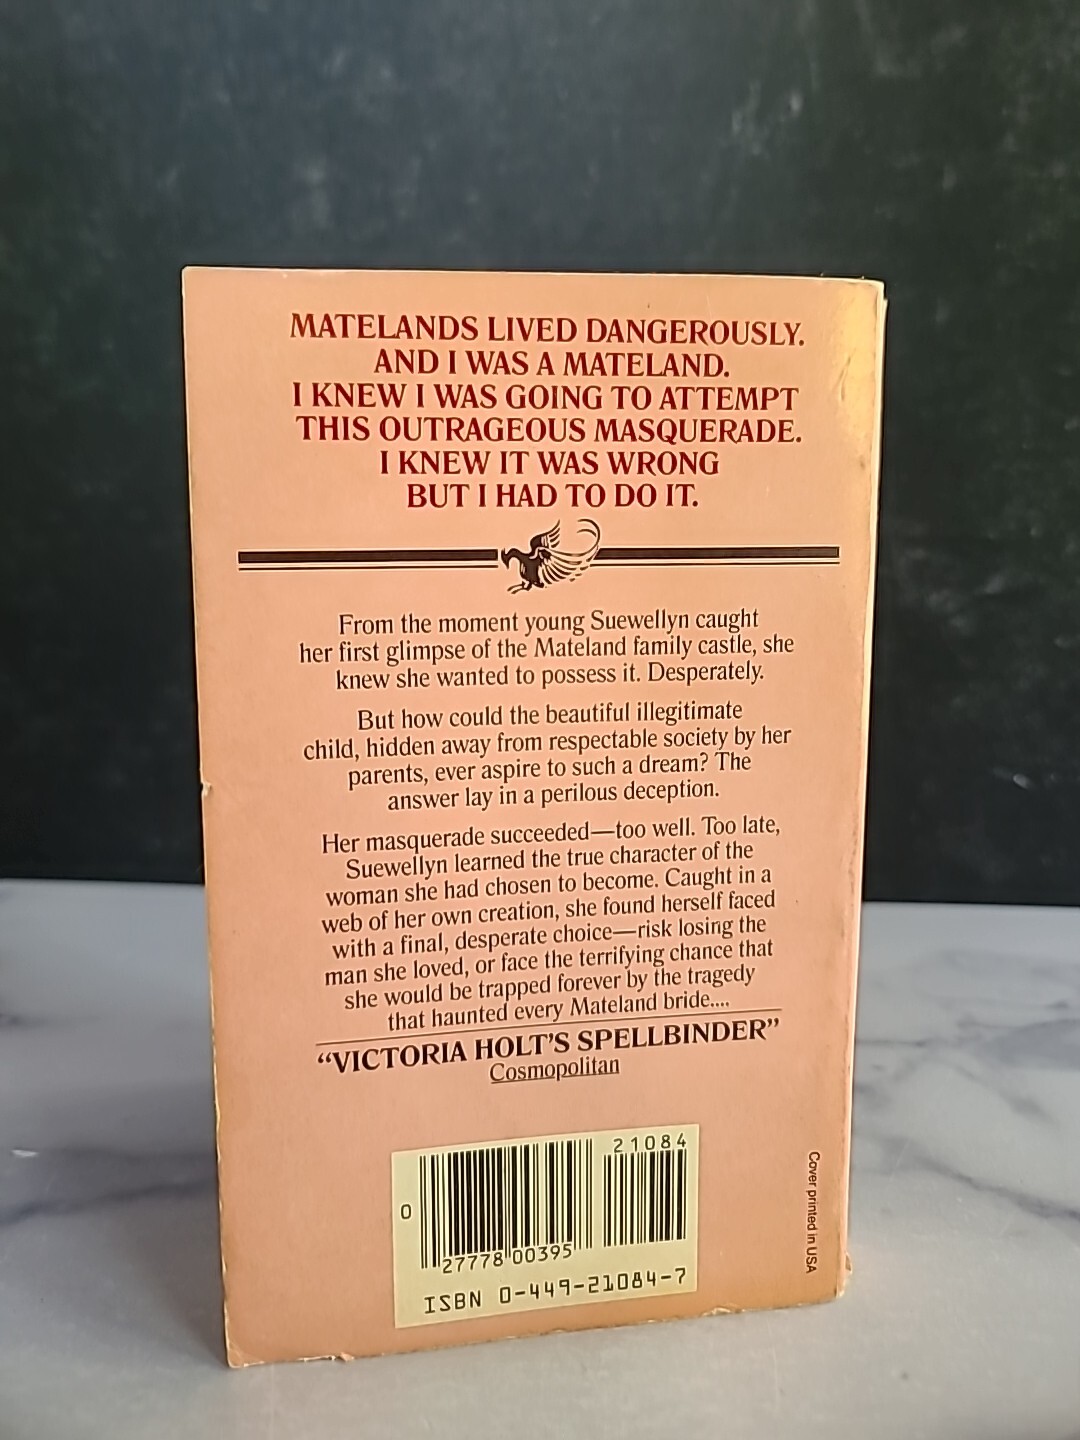 MATELANDS LIVED DANGEROUSLY.
AND I WAS A MATELAND.
I KNEW I WAS GOING TO ATTEMPT
THIS OUTRAGEOUS MASQUERADE.
I KNEW IT WAS WRONG
BUT I HAD TO DO IT.
From the moment young Suewellyn caught
her first glimpse of the Mateland family castle, she
knew she wanted to possess it. Desperately.
But how could the beautiful illegitimate
child, hidden away from respectable society by her
parents, ever aspire to such a dream? The
answer lay in a perilous deception.
Her masquerade succeeded—too well. Too late,
Suewellyn learned the true character of the
woman she had chosen to become. Caught in a
web of her own creation, she found herself faced
with a final, desperate choice—risk losing the
man she loved, or face the terrifying chance that
she would be trapped forever by the tragedy
that haunted every Mateland bride....
“VICTORIA HOLT’S SPELLBINDER”
Cosmopolitan
21084
0
27778 00395
ISBN 0-449-21084-7
Cover printed in USA